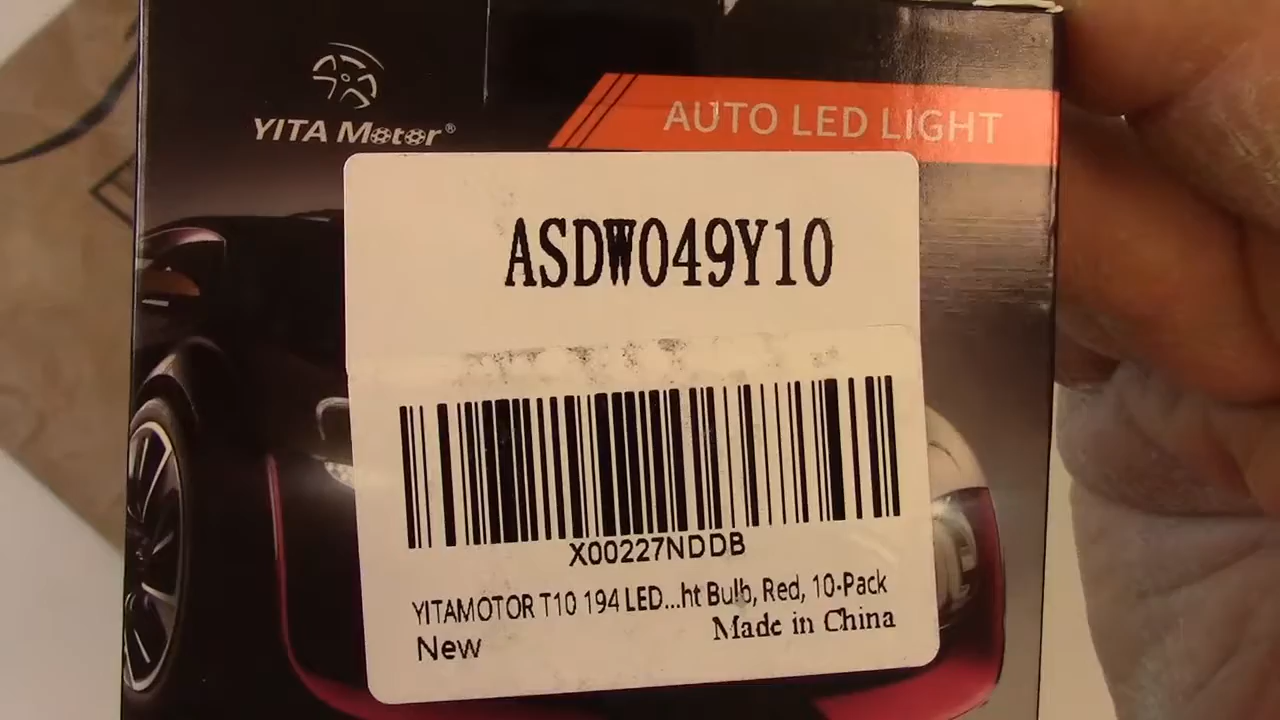 YITA Motor®
AUTO LED LIGHT
ASDW049Y10
X00227NDDB
YITAMOTOR T10 194 LED...ht Bulb, Red, 10-Pack
New
Made in China